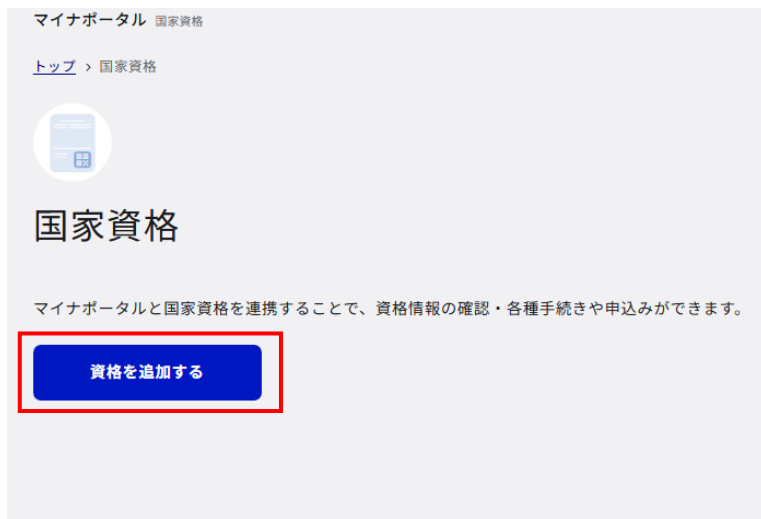 マイナポータル 国家資格
トップ > 国家資格
国家資格
マイナポータルと国家資格を連携することで、資格情報の確認・各種手続きや申込みができます。
資格を追加する